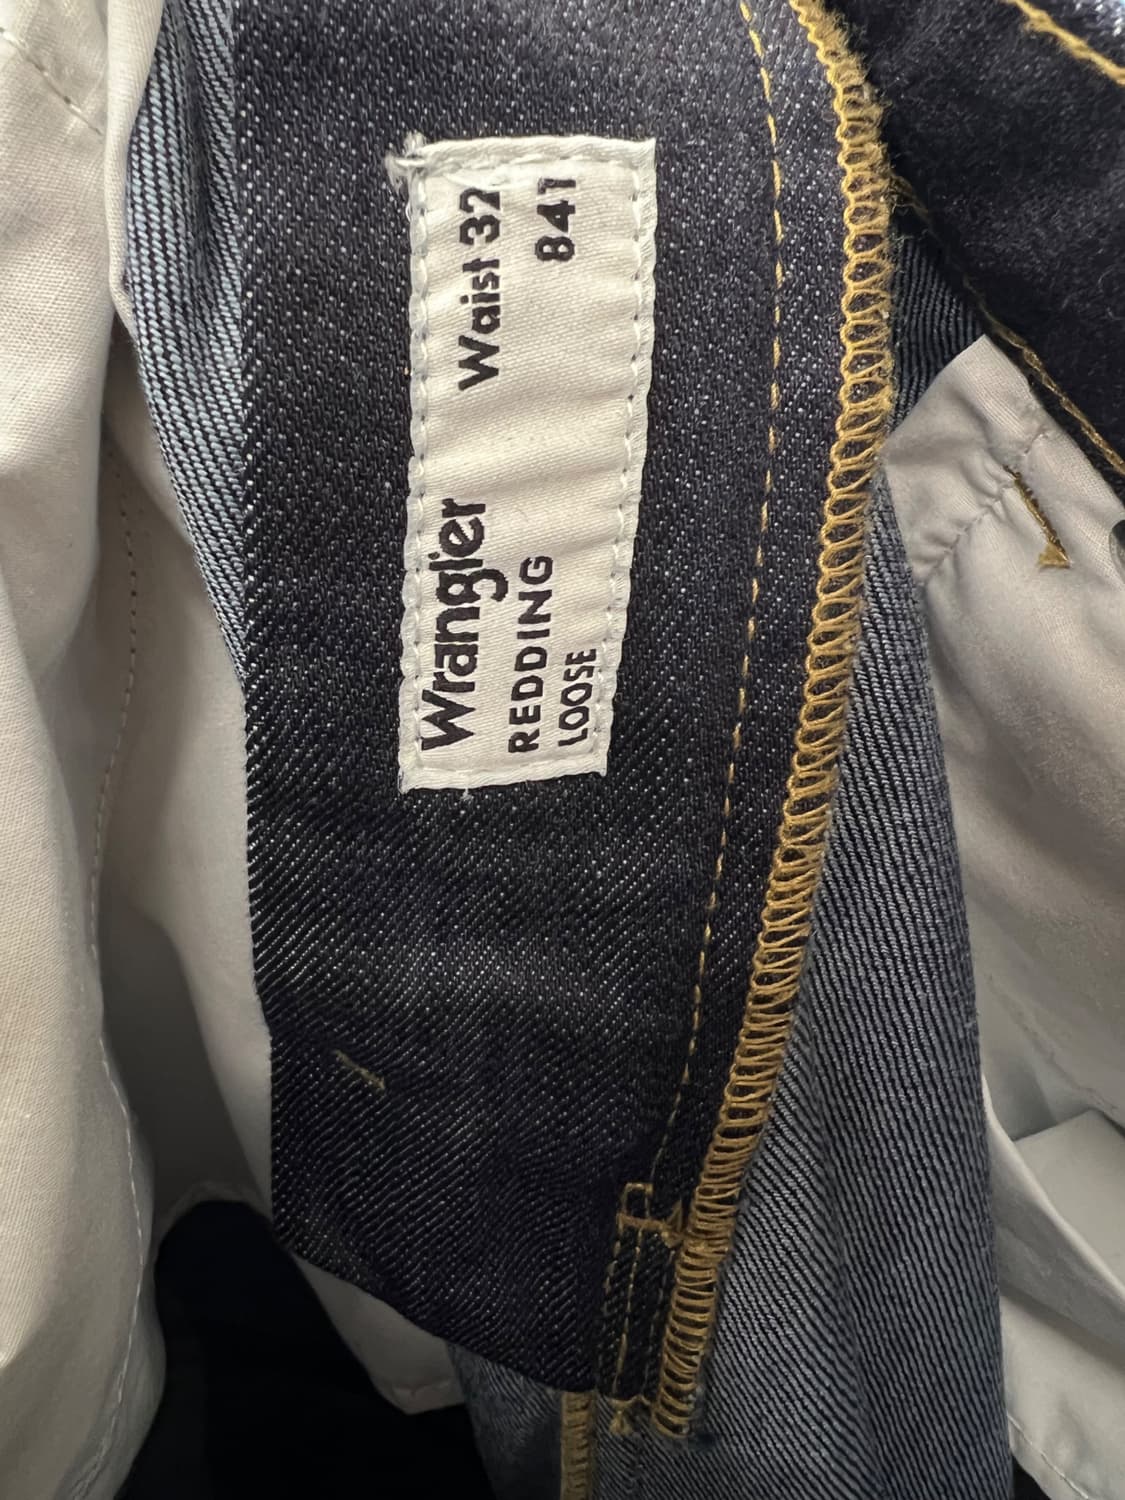 Wrangler Waist 32
REDDING 841
LOOSE